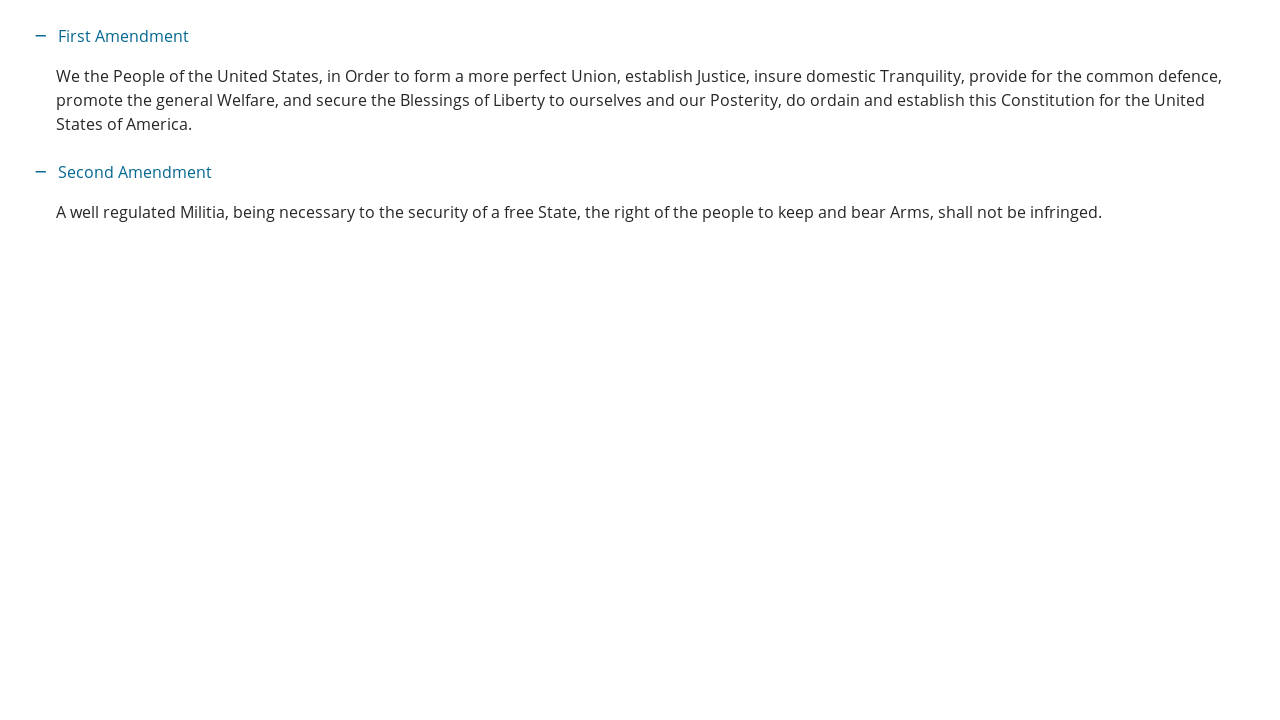 − First Amendment
We the People of the United States, in Order to form a more perfect Union, establish Justice, insure domestic Tranquility, provide for the common defence,
promote the general Welfare, and secure the Blessings of Liberty to ourselves and our Posterity, do ordain and establish this Constitution for the United
States of America.
− Second Amendment
A well regulated Militia, being necessary to the security of a free State, the right of the people to keep and bear Arms, shall not be infringed.